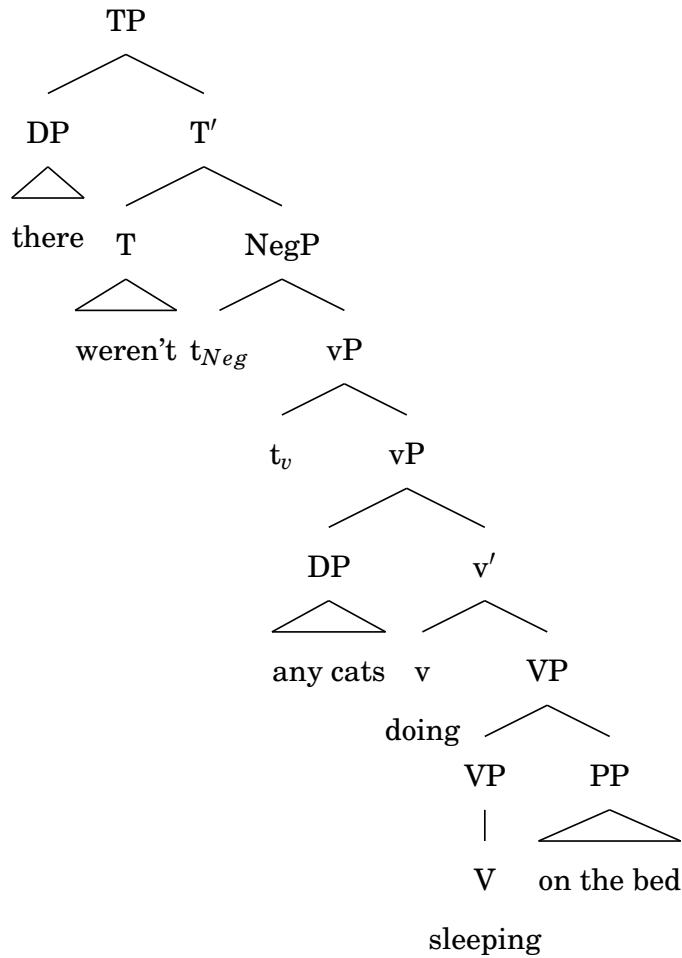 TP
DP T′
there T NegP
weren't t_Neg vP
t_v vP
DP v′
any cats v VP
doing
VP PP
V on the bed
sleeping